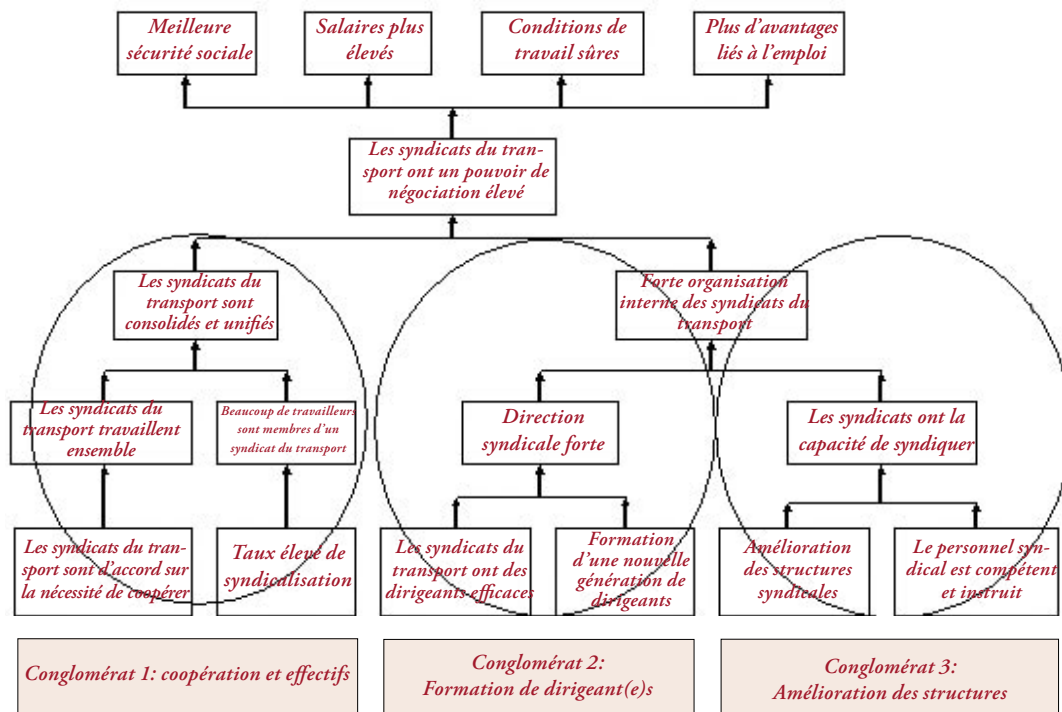 Meilleure
sécurité sociale
Salaires plus
élevés
Conditions de
travail sûres
Plus d'avantages
liés à l'emploi
Les syndicats du tran-
sport ont un pouvoir de
négociation élevé
Les syndicats du
transport sont
consolidés et unifiés
Forte organisation
interne des syndicats du
transport
Les syndicats du
transport travaillent
ensemble
Beaucoup de travailleurs
sont membres d'un
syndicat du transport
Direction
syndicale forte
Les syndicats ont la
capacité de syndiquer
Les syndicats du tran-
sport sont d'accord sur
la nécessité de coopérer
Taux élevé de
syndicalisation
Les syndicats du
transport ont des
dirigeants efficaces
Formation
d'une nouvelle
génération de
dirigeants
Amélioration
des structures
syndicales
Le personnel syn-
dical est compétent
et instruit
Conglomérat 1: coopération et effectifs
Conglomérat 2:
Formation de dirigeant(e)s
Conglomérat 3:
Amélioration des structures